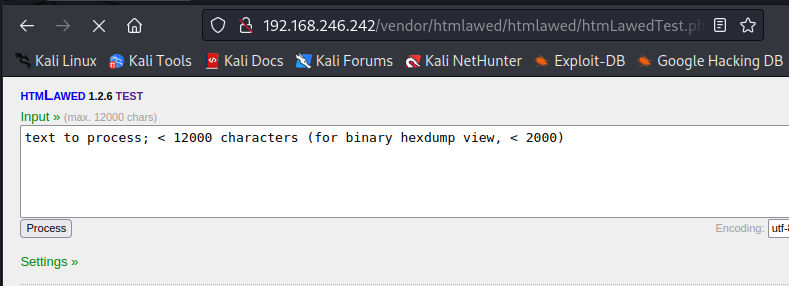 192.168.246.242/vendor/htmlawed/htmlawed/htmLawedTest.ph
Kali Linux Kali Tools Kali Docs Kali Forums Kali NetHunter Exploit-DB Google Hacking DB
HTMLAWED 1.2.6 TEST
Input » (max. 12000 chars)
text to process; < 12000 characters (for binary hexdump view, < 2000)
Process Encoding: utf-8
Settings »